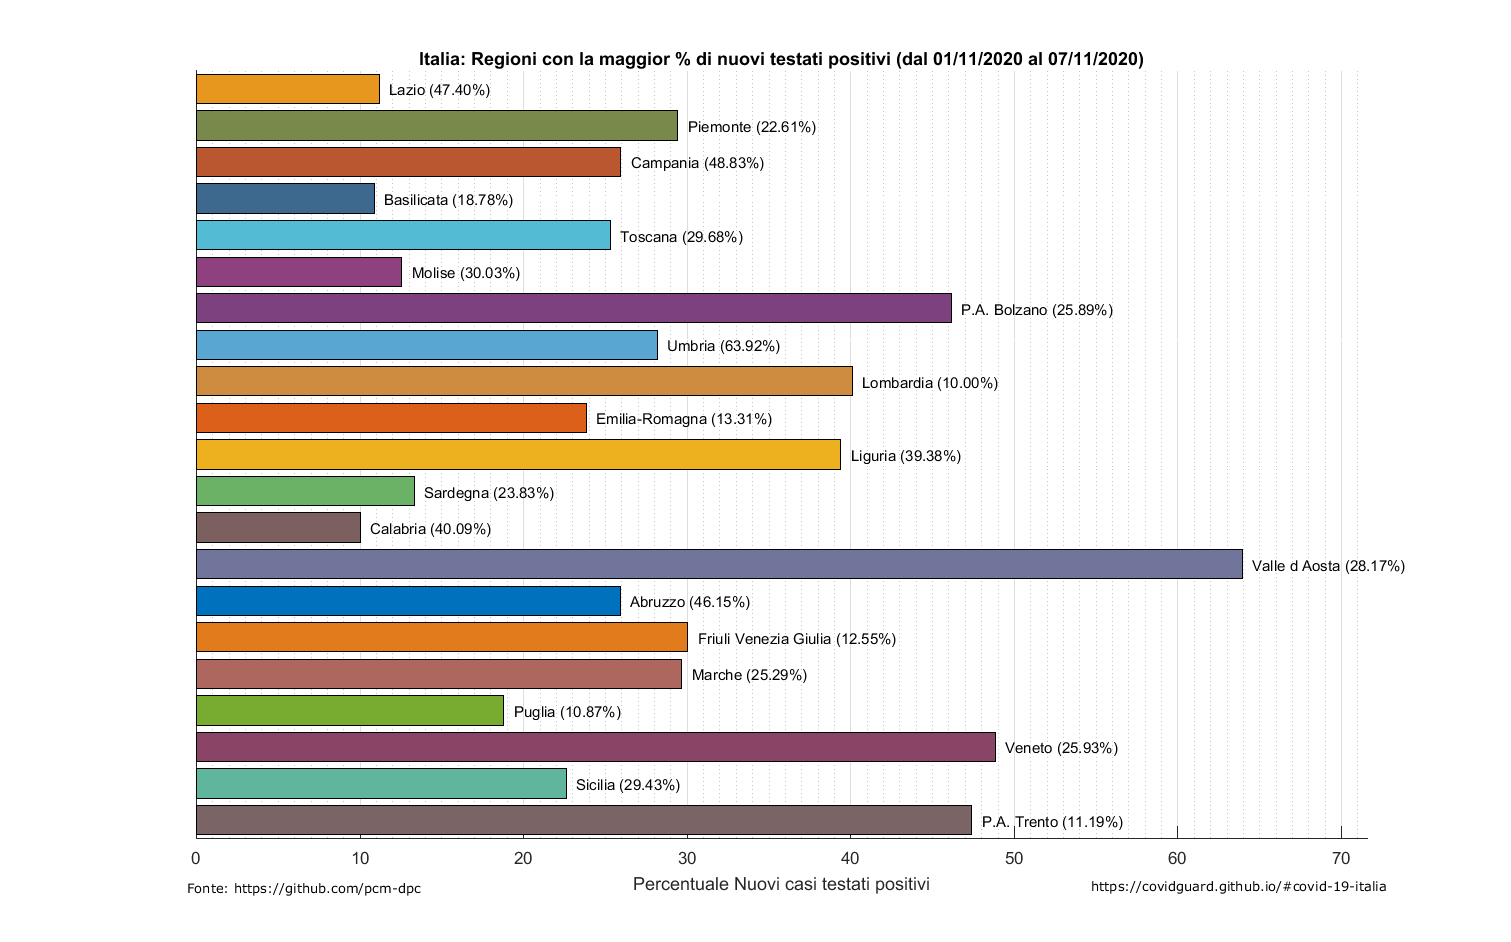 Italia: Regioni con la maggior % di nuovi testati positivi (dal 01/11/2020 al 07/11/2020)
Lazio (47.40%)
Piemonte (22.61%)
Campania (48.83%)
Basilicata (18.78%)
Toscana (29.68%)
Molise (30.03%)
P.A. Bolzano (25.89%)
Umbria (63.92%)
Lombardia (10.00%)
Emilia-Romagna (13.31%)
Liguria (39.38%)
Sardegna (23.83%)
Calabria (40.09%)
Valle d Aosta (28.17%)
Abruzzo (46.15%)
Friuli Venezia Giulia (12.55%)
Marche (25.29%)
Puglia (10.87%)
Veneto (25.93%)
Sicilia (29.43%)
P.A. Trento (11.19%)
0 10 20 30 40 50 60 70
Percentuale Nuovi casi testati positivi
Fonte: https://github.com/pcm-dpc
https://covidguard.github.io/#covid-19-italia